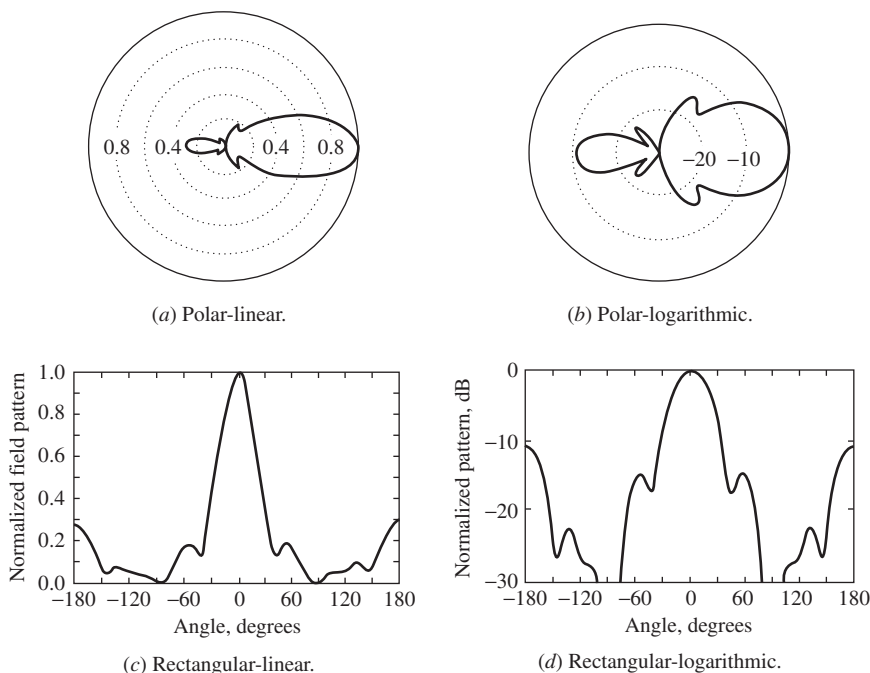 0.8 0.4 0.4 0.8
−20 −10
(a) Polar-linear.
(b) Polar-logarithmic.
Normalized field pattern
1.0
0.8
0.6
0.4
0.2
0.0
−180 −120 −60 0 60 120 180
Angle, degrees
(c) Rectangular-linear.
Normalized pattern, dB
0
−10
−20
−30
−180 −120 −60 0 60 120 180
Angle, degrees
(d) Rectangular-logarithmic.